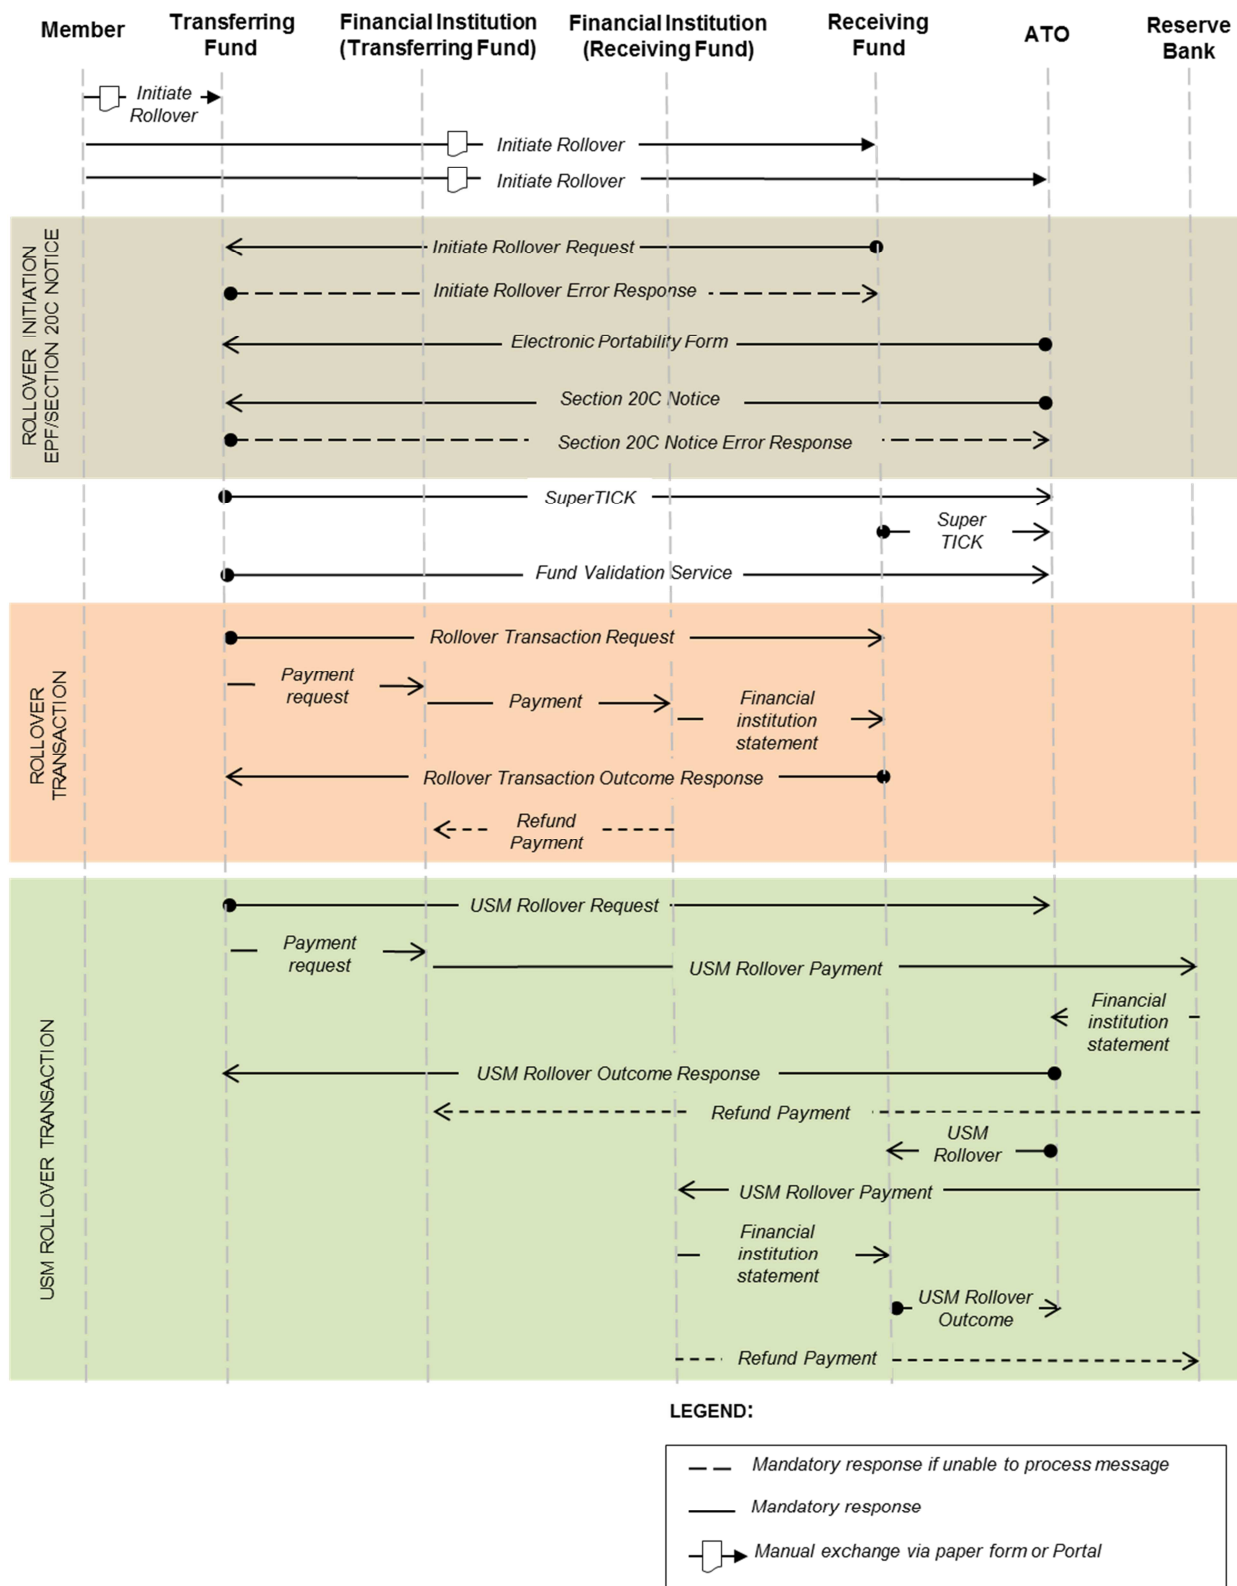 Member
Transferring
Fund
Financial Institution
(Transferring Fund)
Financial Institution
(Receiving Fund)
Receiving
Fund
ATO
Reserve
Bank
Initiate
Rollover
Initiate Rollover
Initiate Rollover
ROLLOVER INITIATION
EPF/SECTION 20C NOTICE
Initiate Rollover Request
Initiate Rollover Error Response
Electronic Portability Form
Section 20C Notice
Section 20C Notice Error Response
SuperTICK
Super
TICK
Fund Validation Service
ROLLOVER
TRANSACTION
Rollover Transaction Request
Payment
request
Payment
Financial
institution
statement
Rollover Transaction Outcome Response
Refund
Payment
USM ROLLOVER TRANSACTION
USM Rollover Request
Payment
request
USM Rollover Payment
Financial
institution
statement
USM Rollover Outcome Response
Refund Payment
USM
Rollover
USM Rollover Payment
Financial
institution
statement
USM Rollover
Outcome
Refund Payment
LEGEND:
Mandatory response if unable to process message
Mandatory response
Manual exchange via paper form or Portal